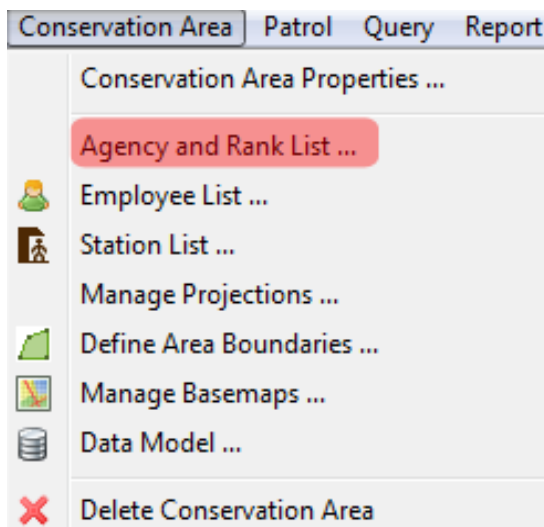 Conservation Area Patrol Query Report
Conservation Area Properties ...
Agency and Rank List ...
Employee List ...
Station List ...
Manage Projections ...
Define Area Boundaries ...
Manage Basemaps ...
Data Model ...
Delete Conservation Area